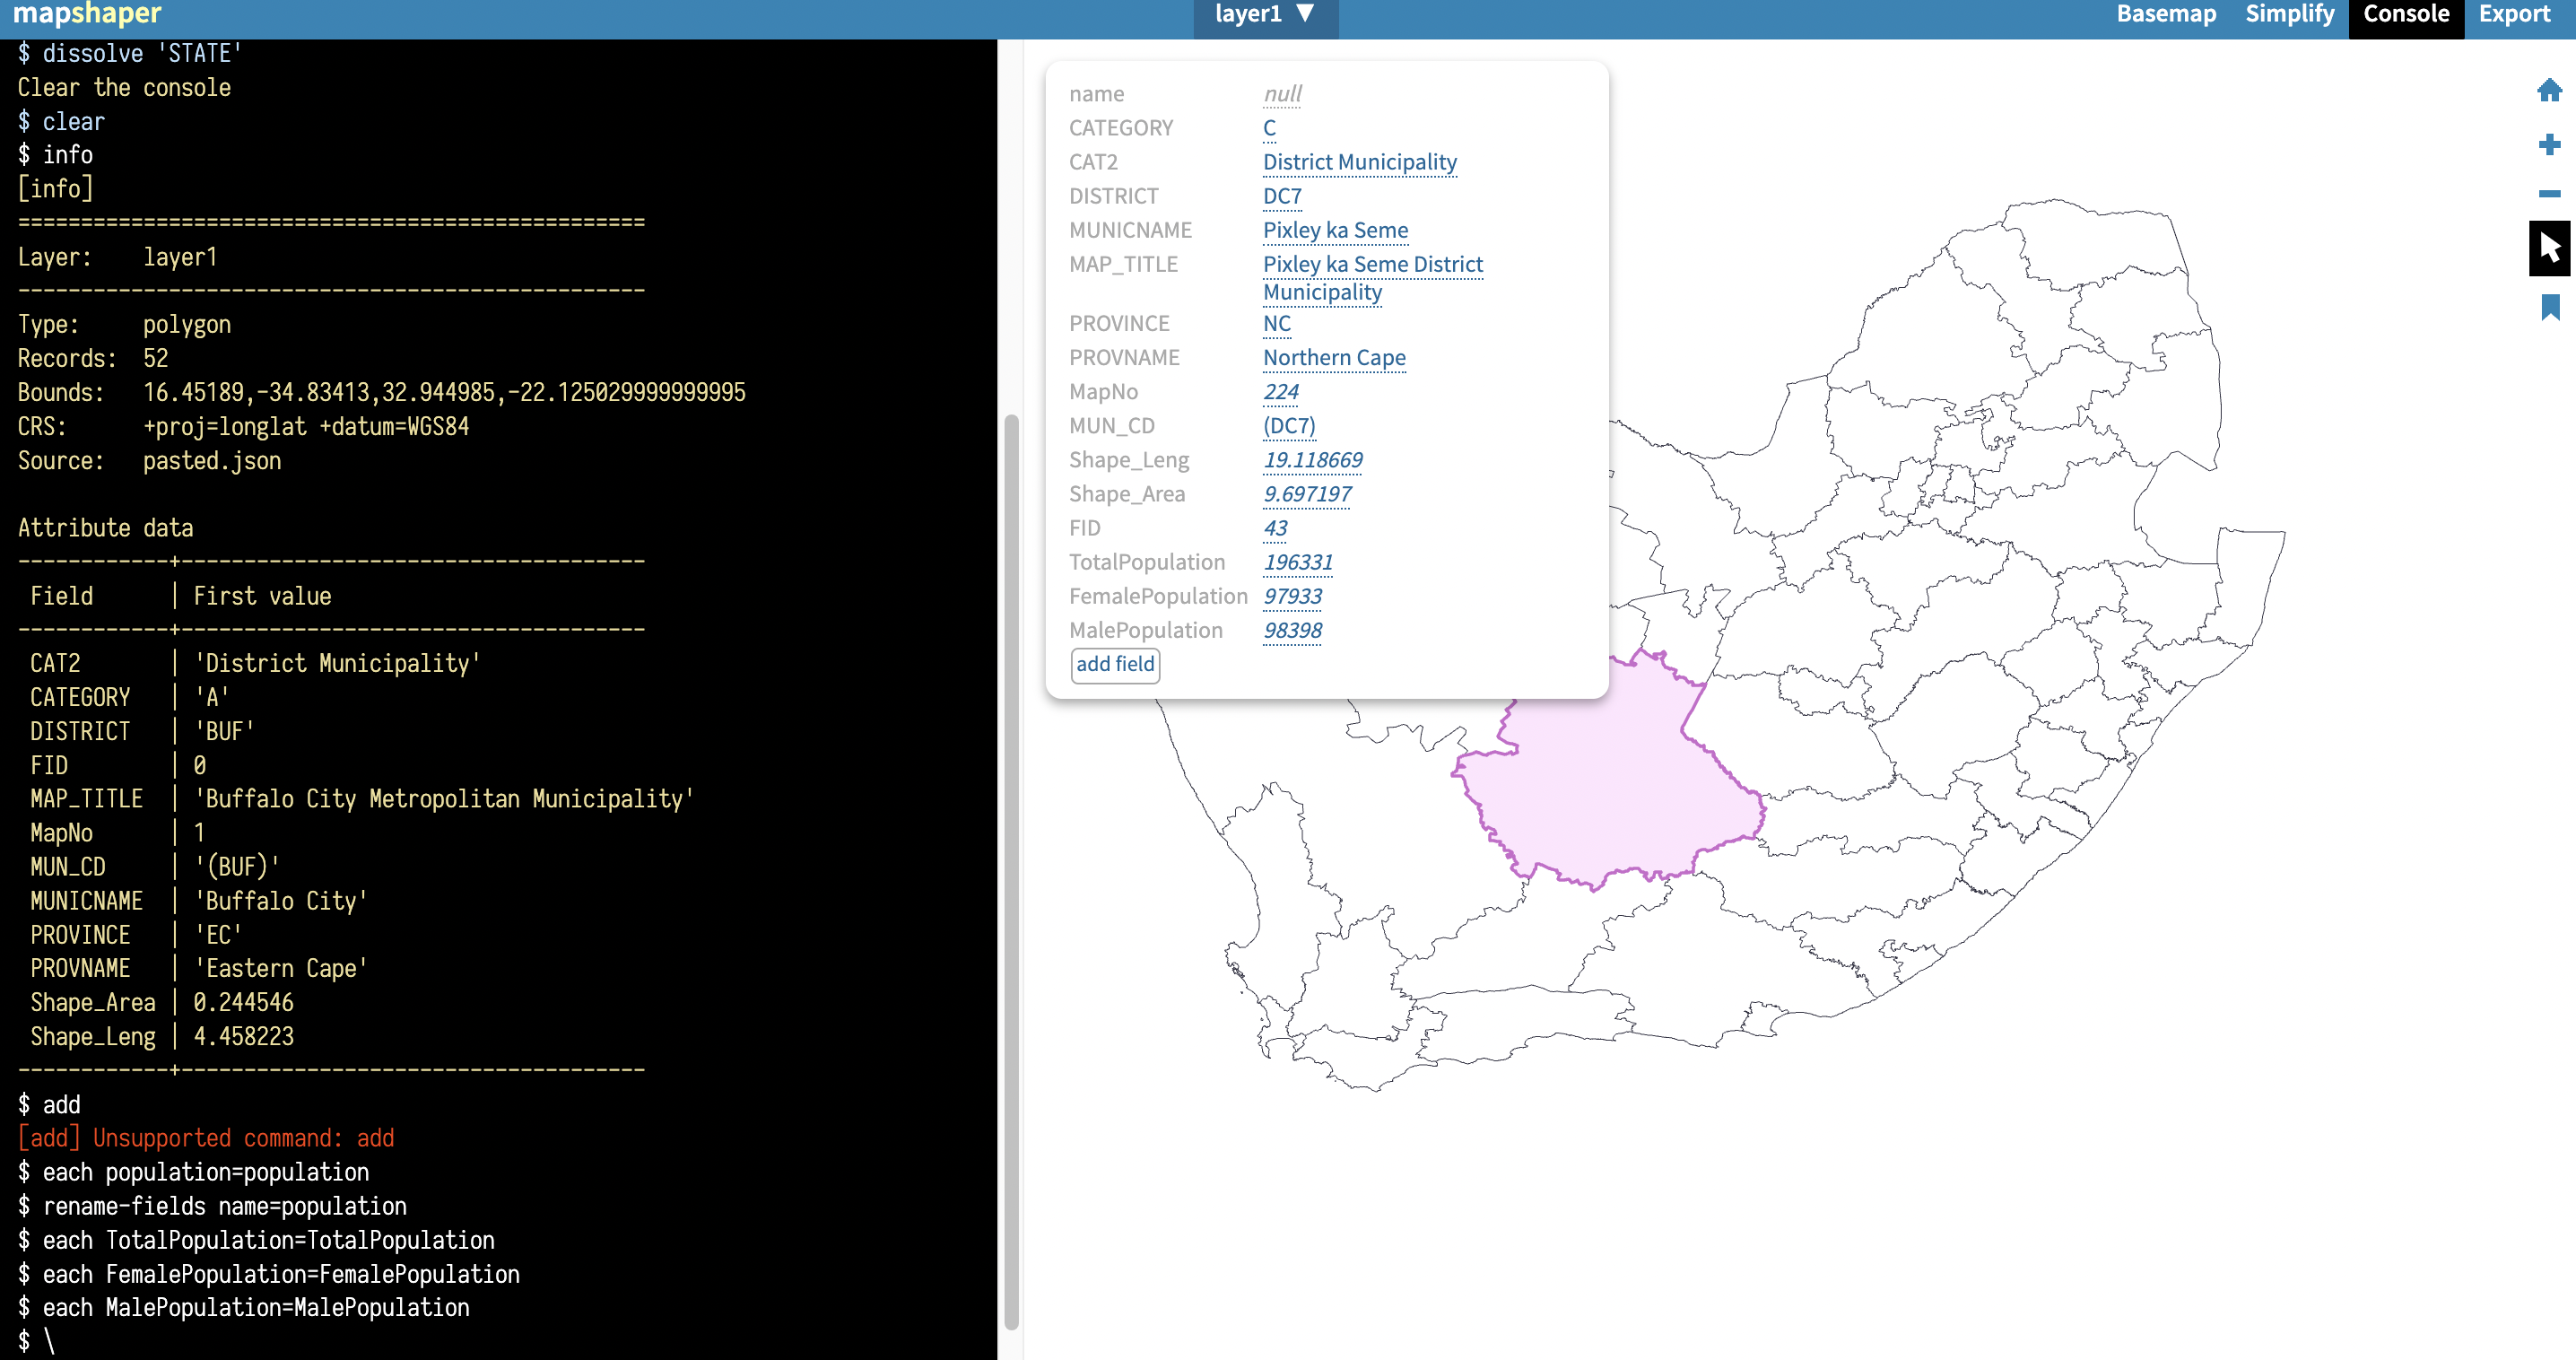 mapshaper
layer1 ▼
Basemap Simplify Console Export
$ dissolve 'STATE'
Clear the console
$ clear
$ info
[info]
==================================================
Layer: layer1
--------------------------------------------------
Type: polygon
Records: 52
Bounds: 16.45189,-34.83413,32.944985,-22.125029999999995
CRS: +proj=longlat +datum=WGS84
Source: pasted.json
Attribute data
------------+-------------------------------------
Field | First value
------------+-------------------------------------
CAT2 | 'District Municipality'
CATEGORY | 'A'
DISTRICT | 'BUF'
FID | 0
MAP_TITLE | 'Buffalo City Metropolitan Municipality'
MapNo | 1
MUN_CD | '(BUF)'
MUNICNAME | 'Buffalo City'
PROVINCE | 'EC'
PROVNAME | 'Eastern Cape'
Shape_Area | 0.244546
Shape_Leng | 4.458223
------------+-------------------------------------
$ add
[add] Unsupported command: add
$ each population=population
$ rename-fields name=population
$ each TotalPopulation=TotalPopulation
$ each FemalePopulation=FemalePopulation
$ each MalePopulation=MalePopulation
$ \
name null
CATEGORY C
CAT2 District Municipality
DISTRICT DC7
MUNICNAME Pixley ka Seme
MAP_TITLE Pixley ka Seme District
Municipality
PROVINCE NC
PROVNAME Northern Cape
MapNo 224
MUN_CD (DC7)
Shape_Leng 19.118669
Shape_Area 9.697197
FID 43
TotalPopulation 196331
FemalePopulation 97933
MalePopulation 98398
add field